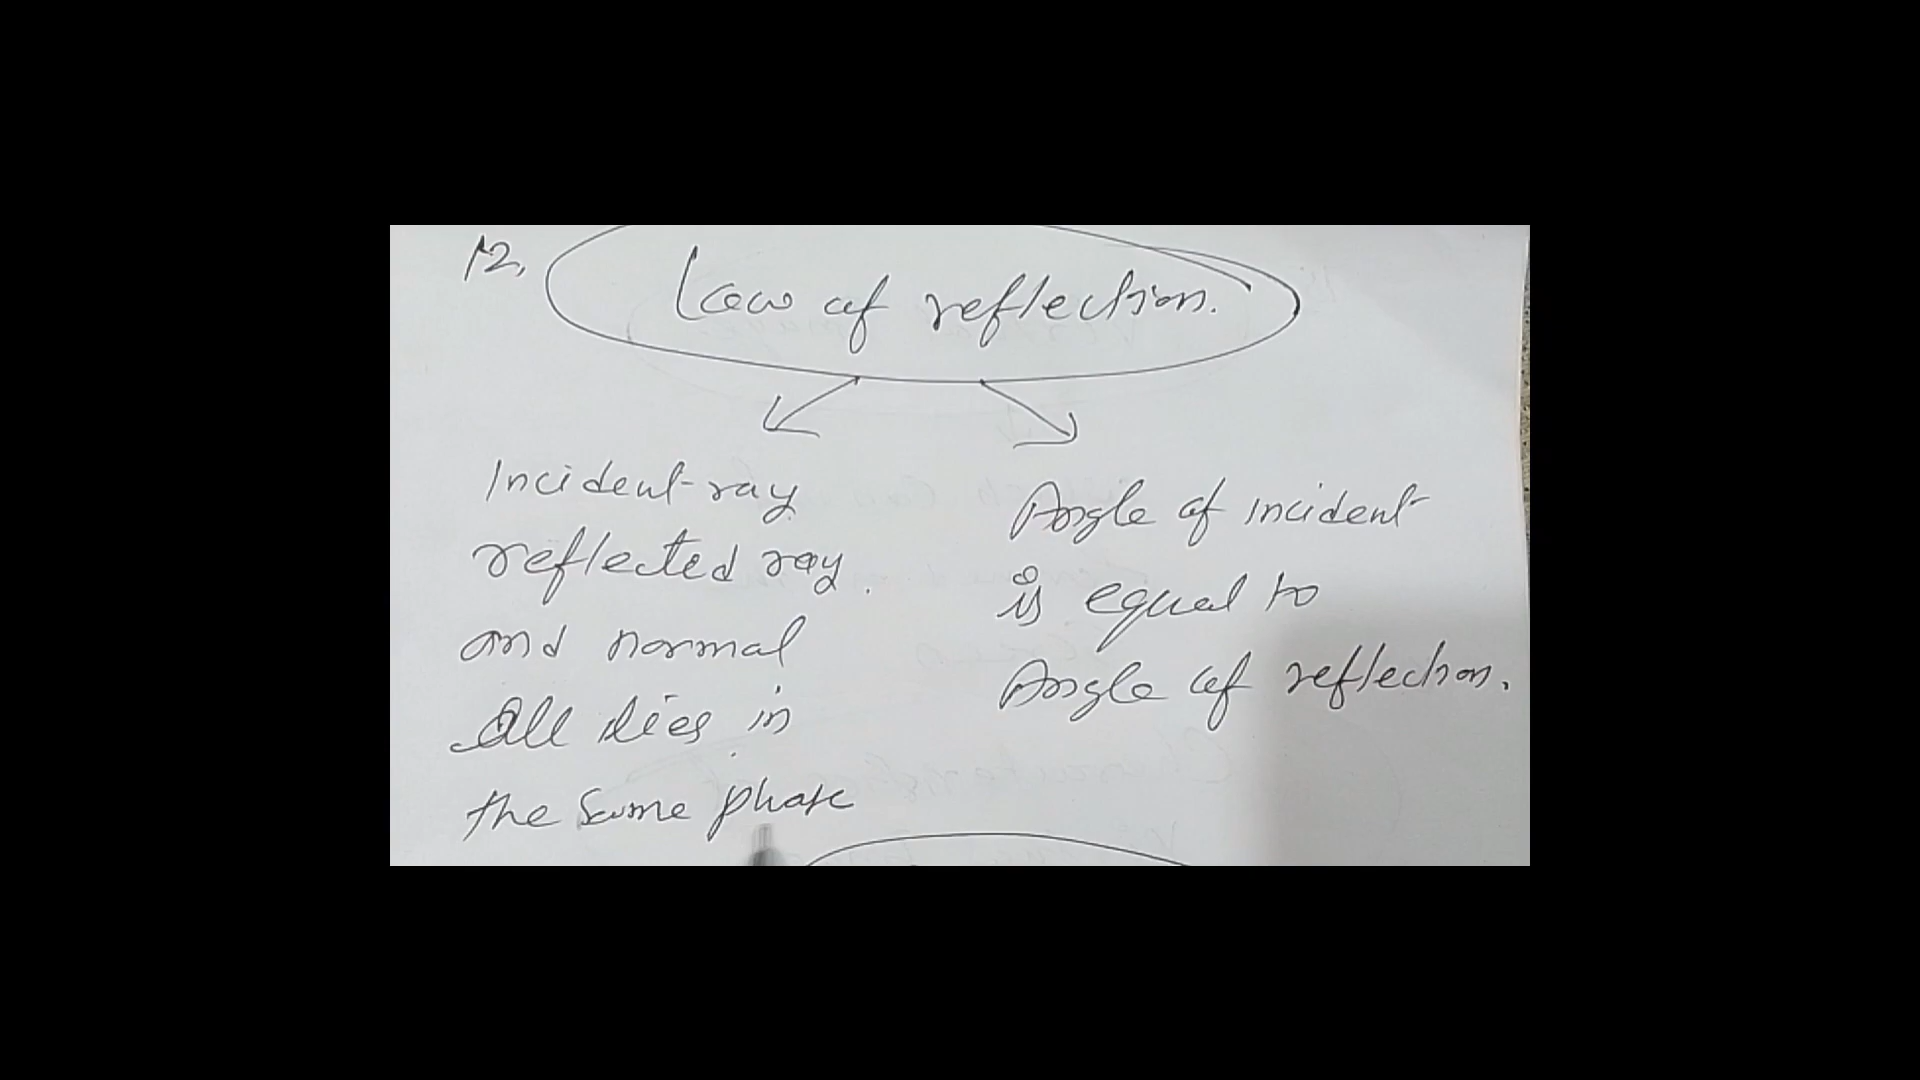 12.
Law of reflection.
Incident ray
reflected ray
and normal
All lies in
the same phase
Angle of incident
is equal to
Angle of reflection.